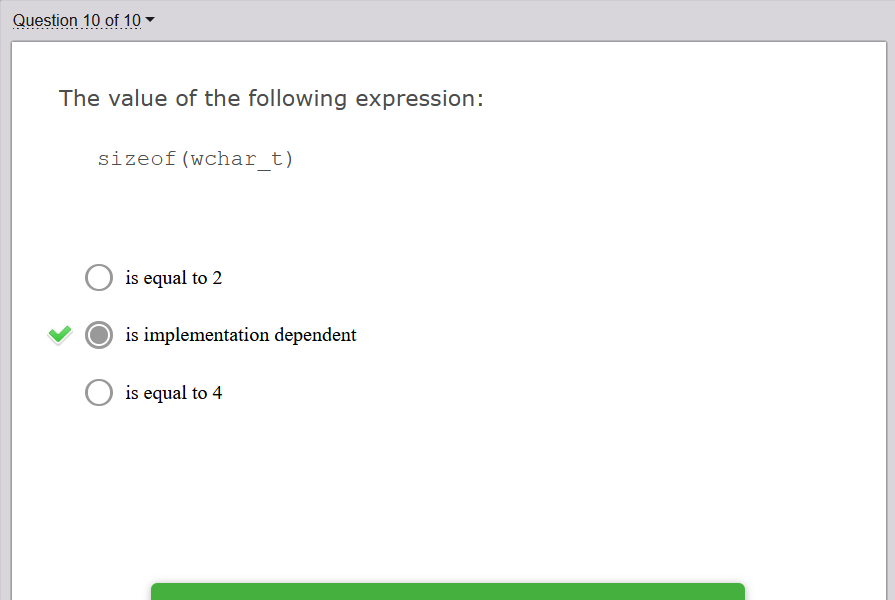 Question 10 of 10
The value of the following expression:
sizeof(wchar_t)
is equal to 2
is implementation dependent
is equal to 4